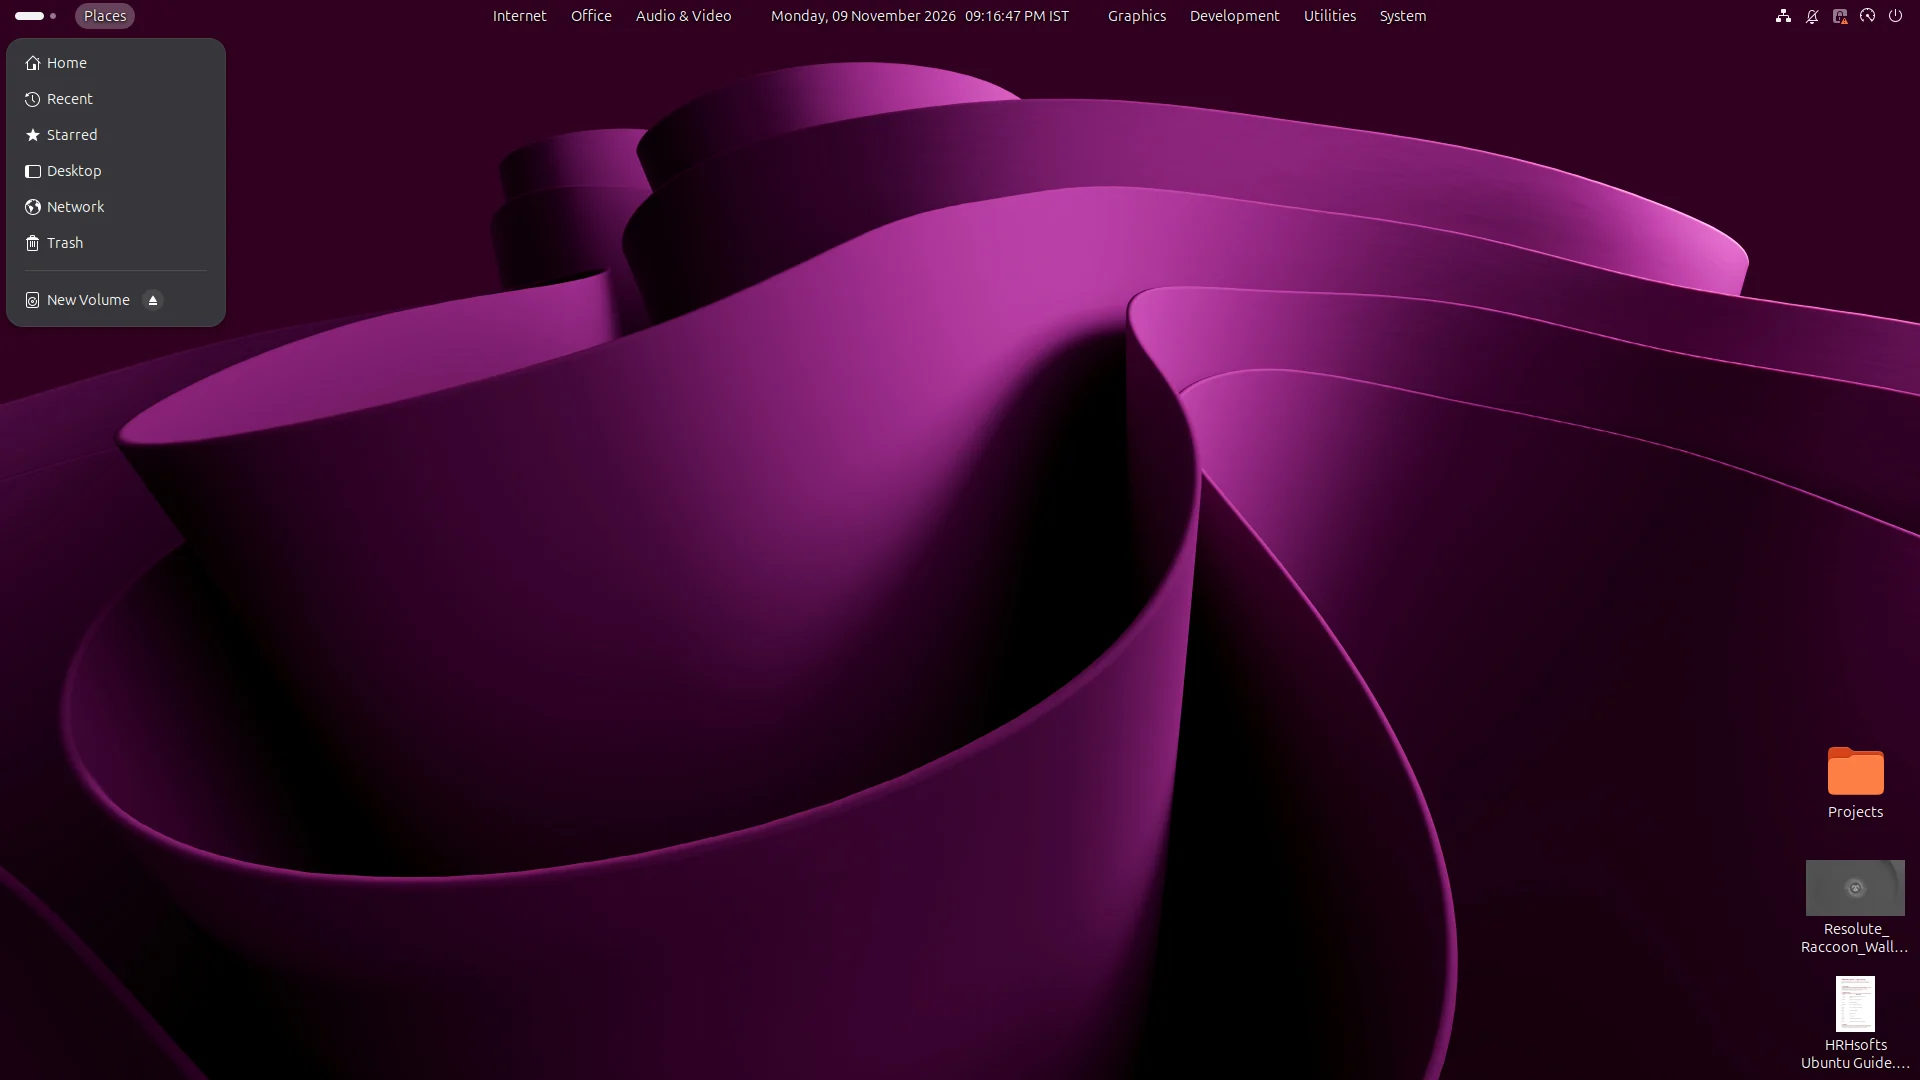 Places
Internet
Office
Audio & Video
Monday, 09 November 2026 09:16:47 PM IST
Graphics
Development
Utilities
System
Home
Recent
Starred
Desktop
Network
Trash
New Volume
Projects
Resolute_
Raccoon_Wall...
HRHsofts
Ubuntu Guide....